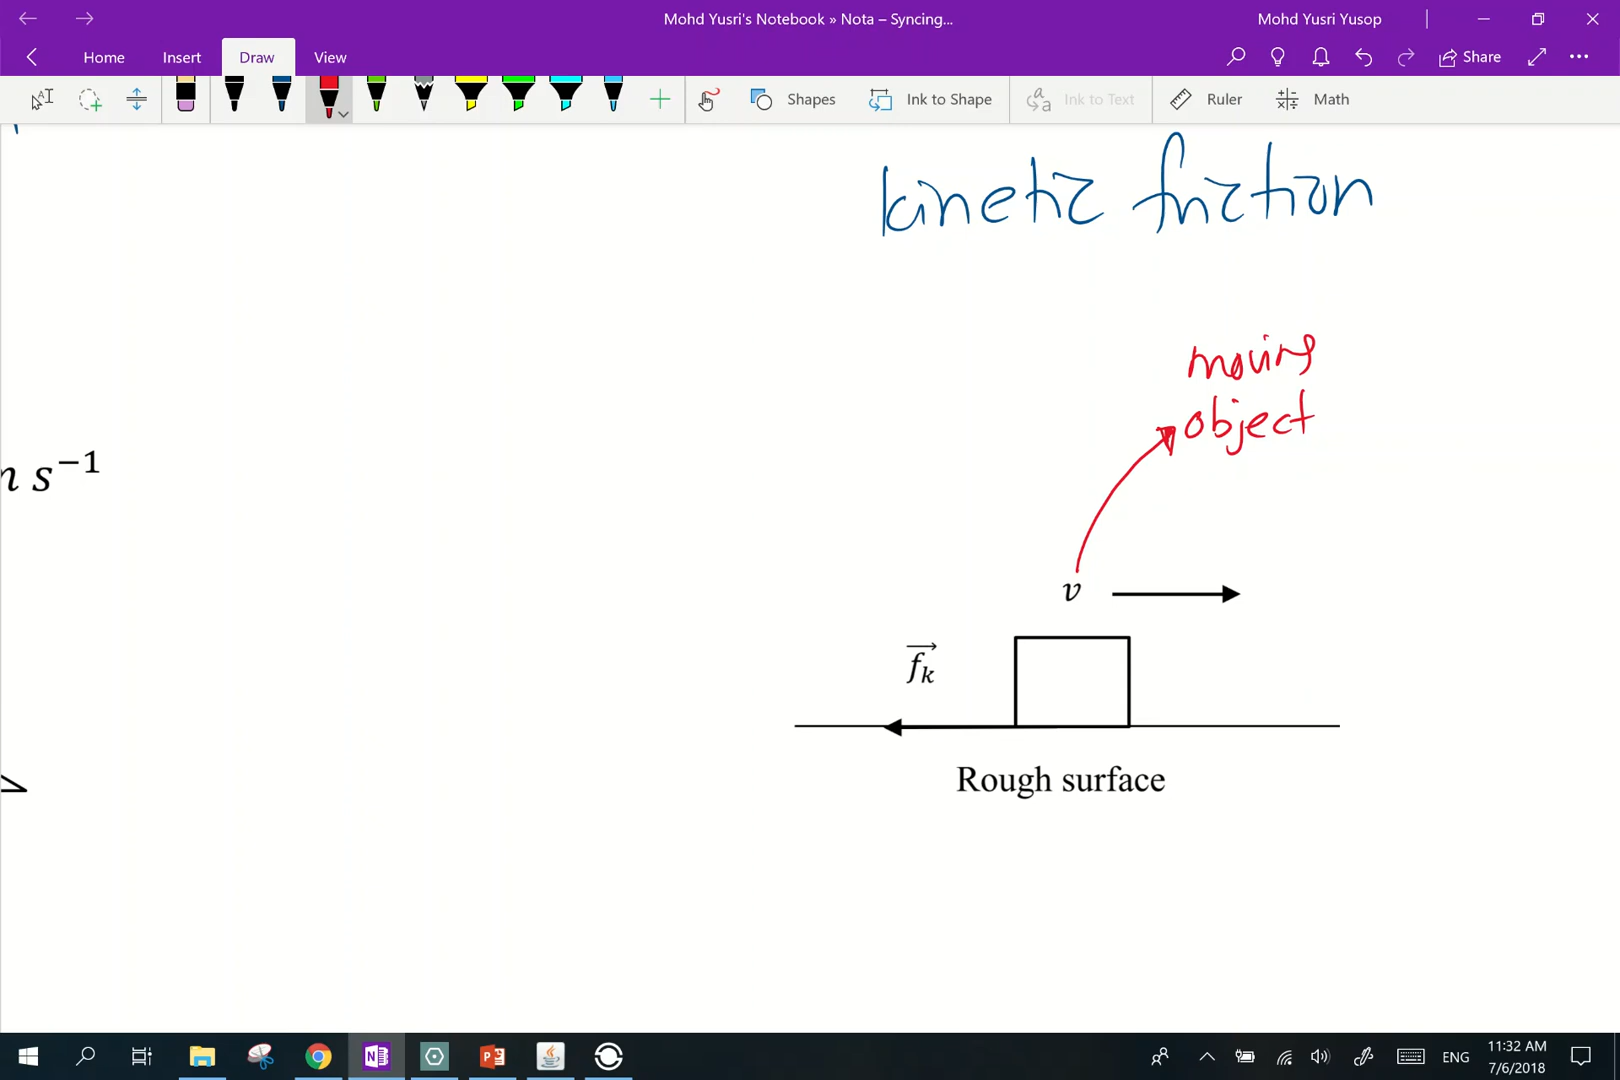 Mohd Yusri's Notebook » Nota – Syncing...
Mohd Yusri Yusop
Home Insert Draw View
Share
Shapes Ink to Shape Ink to Text Ruler Math
kinetic friction
moving
object
n s⁻¹
v
f⃗ₖ
Rough surface
ENG
11:32 AM
7/6/2018